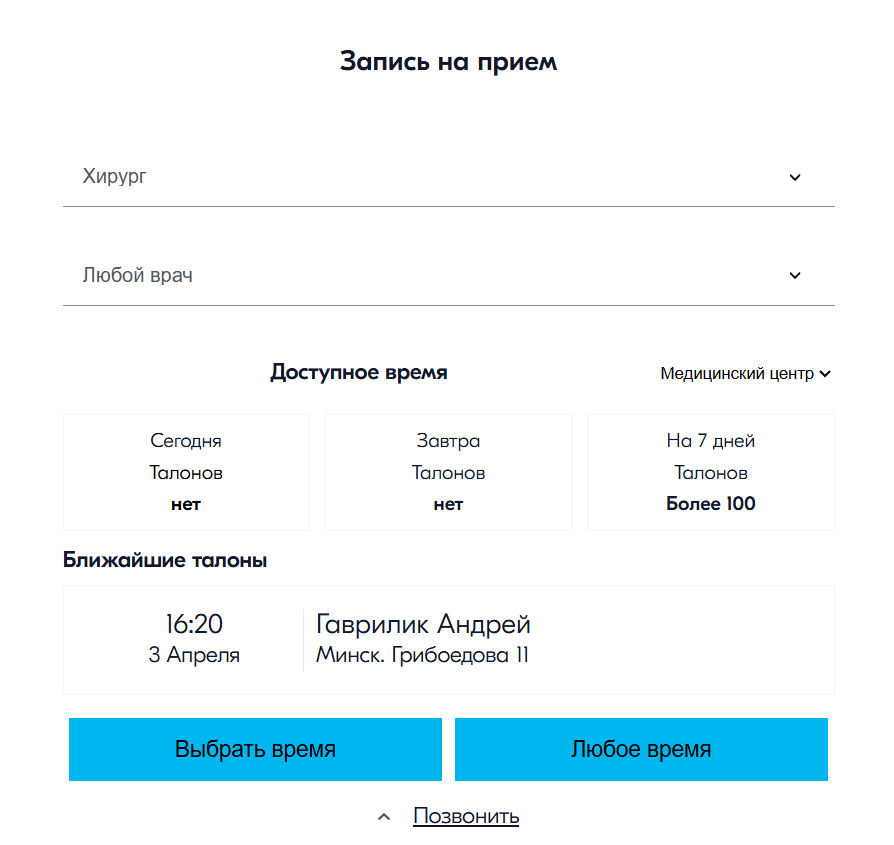 Запись на прием
Хирург
Любой врач
Доступное время
Медицинский центр
Сегодня
Талонов
нет
Завтра
Талонов
нет
На 7 дней
Талонов
Более 100
Ближайшие талоны
16:20
3 Апреля
Гаврилик Андрей
Минск. Грибоедова 11
Выбрать время
Любое время
Позвонить